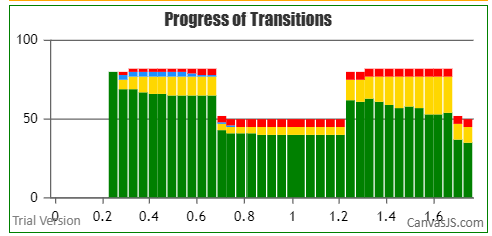 Progress of Transitions
100
50
0
0 0.2 0.4 0.6 0.8 1 1.2 1.4 1.6
Trial Version
CanvasJS.com